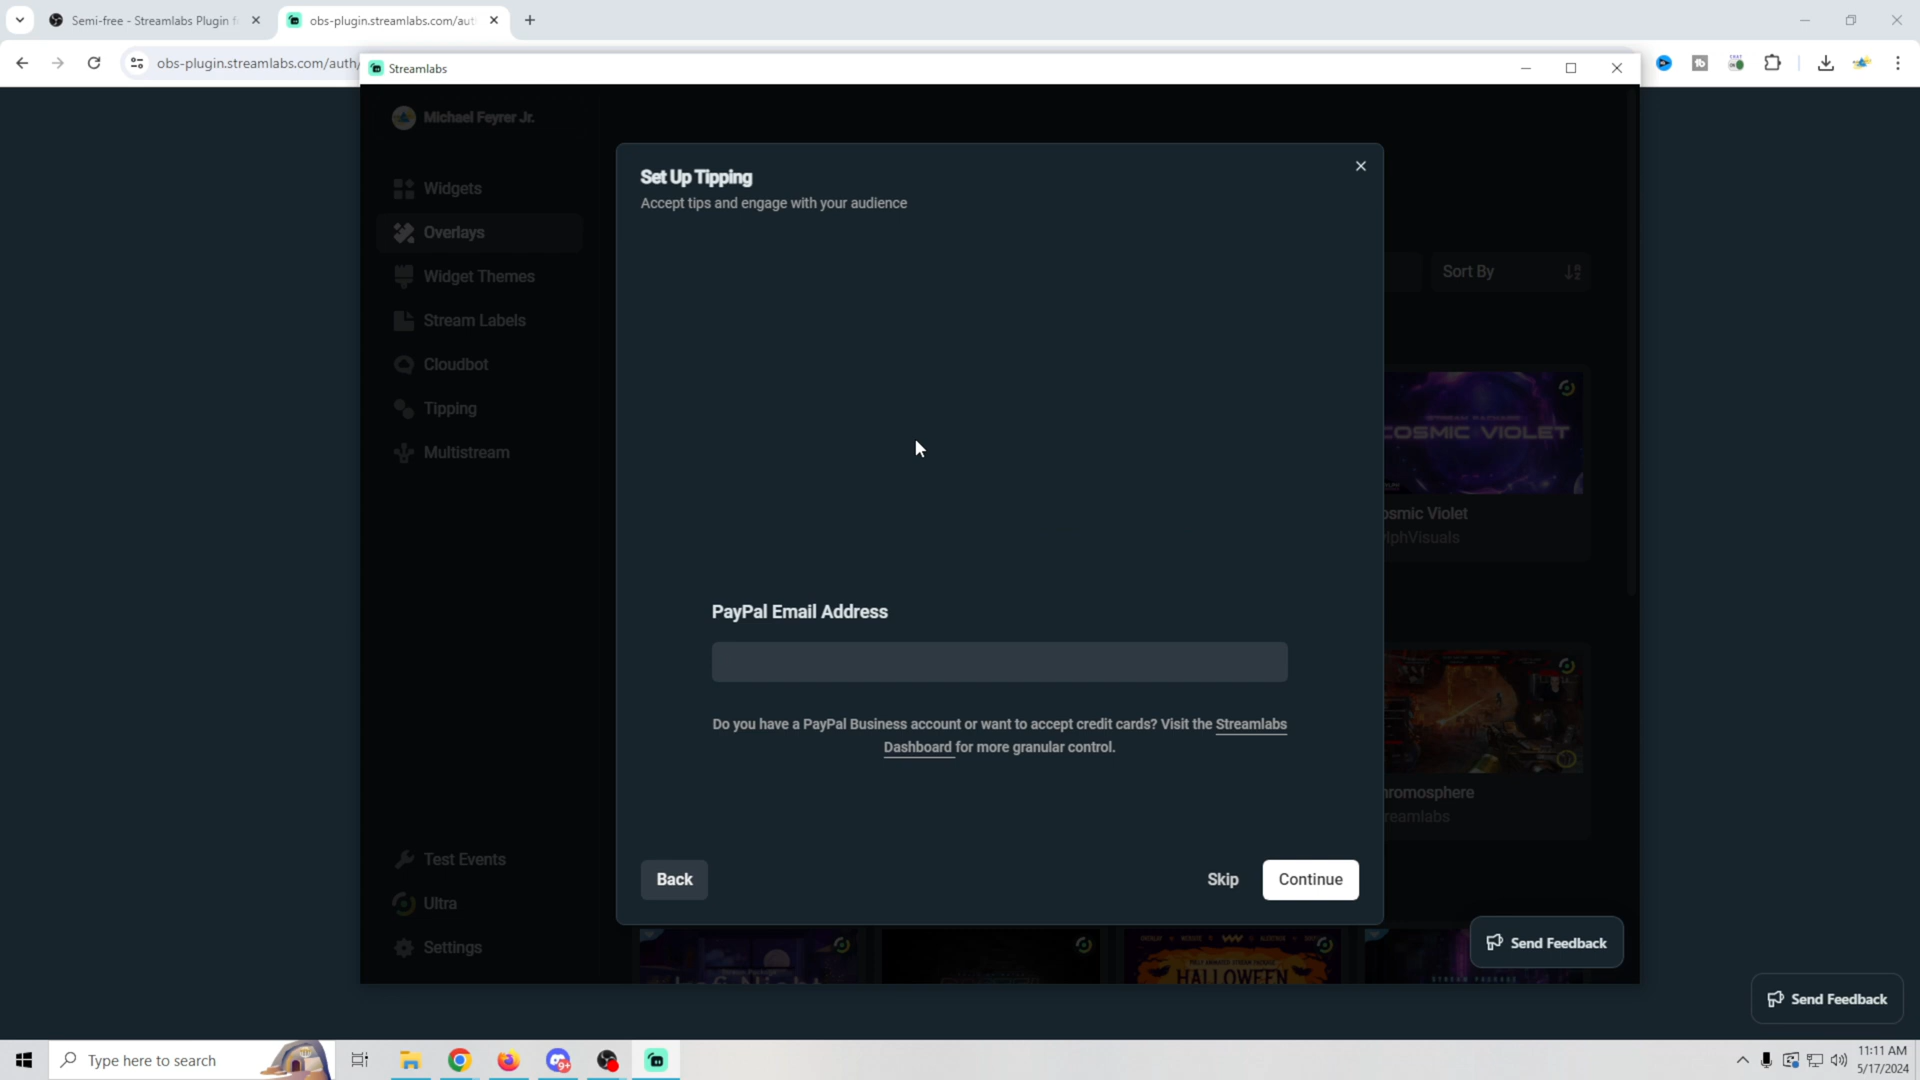 Semi-free - Streamlabs Plugin f
obs-plugin.streamlabs.com/aut
obs-plugin.streamlabs.com/auth/
Streamlabs
Michael Feyrer Jr.
Widgets
Overlays
Widget Themes
Stream Labels
Cloudbot
Tipping
Multistream
Test Events
Ultra
Settings
Set Up Tipping
Accept tips and engage with your audience
PayPal Email Address
Do you have a PayPal Business account or want to accept credit cards? Visit the Streamlabs
Dashboard for more granular control.
Back
Skip
Continue
Sort By
COSMIC VIOLET
osmic Violet
lphVisuals
hromosphere
reamlabs
HALLOWEEN
Send Feedback
Send Feedback
Type here to search
9+
11:11 AM
5/17/2024